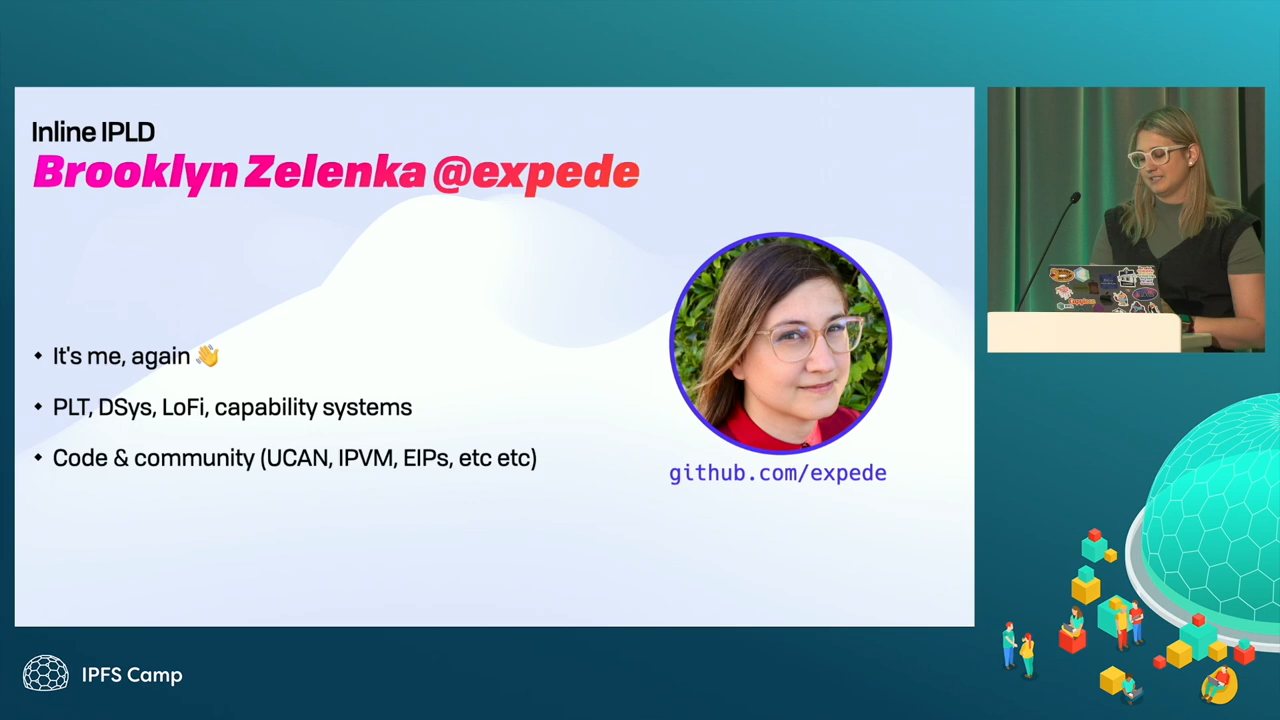 Inline IPLD
Brooklyn Zelenka @expede
It's me, again 👋
PLT, DSys, LoFi, capability systems
Code & community (UCAN, IPVM, EIPs, etc etc)
github.com/expede
IPFS Camp